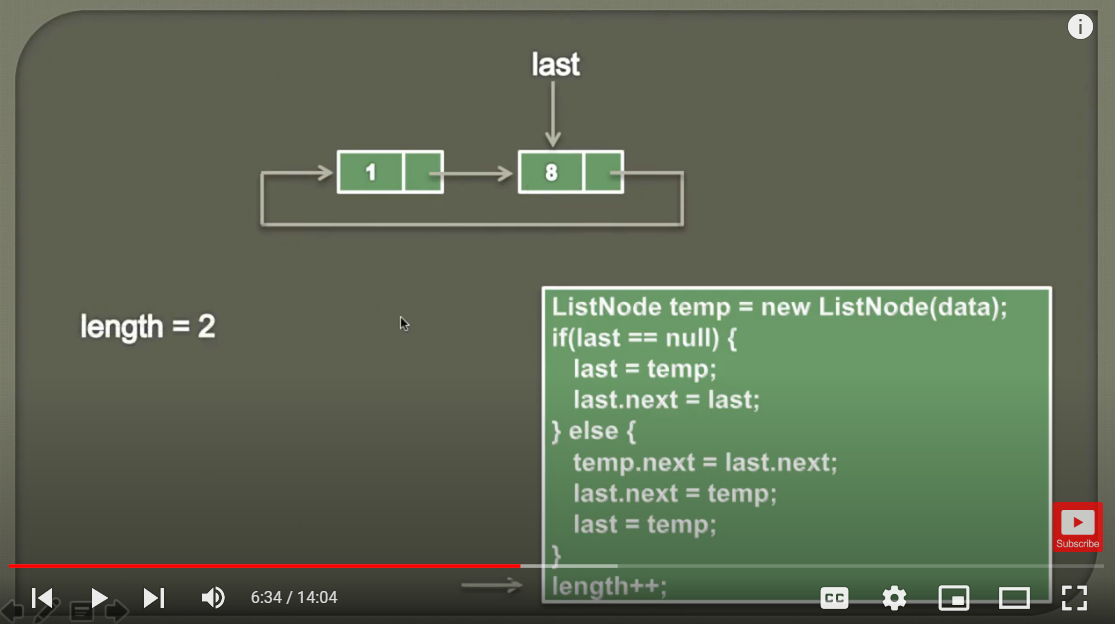 last
1
8
length = 2
ListNode temp = new ListNode(data);
if(last == null) {
last = temp;
last.next = last;
} else {
temp.next = last.next;
last.next = temp;
last = temp;
}
length++;
Subscribe
6:34 / 14:04
CC
i